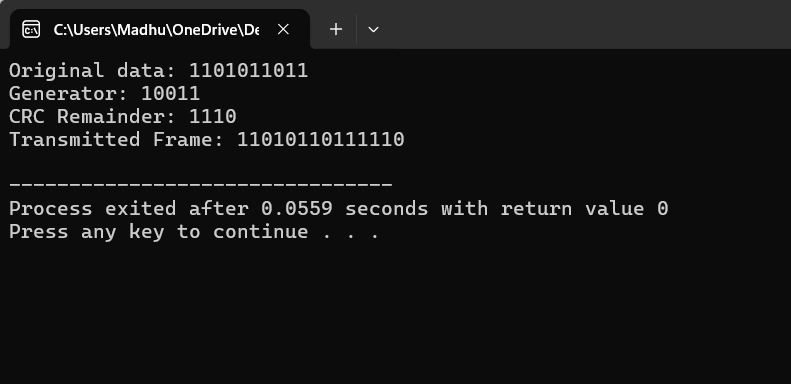 C:\Users\Madhu\OneDrive\De
Original data: 1101011011
Generator: 10011
CRC Remainder: 1110
Transmitted Frame: 11010110111110
--------------------------------
Process exited after 0.0559 seconds with return value 0
Press any key to continue . . .